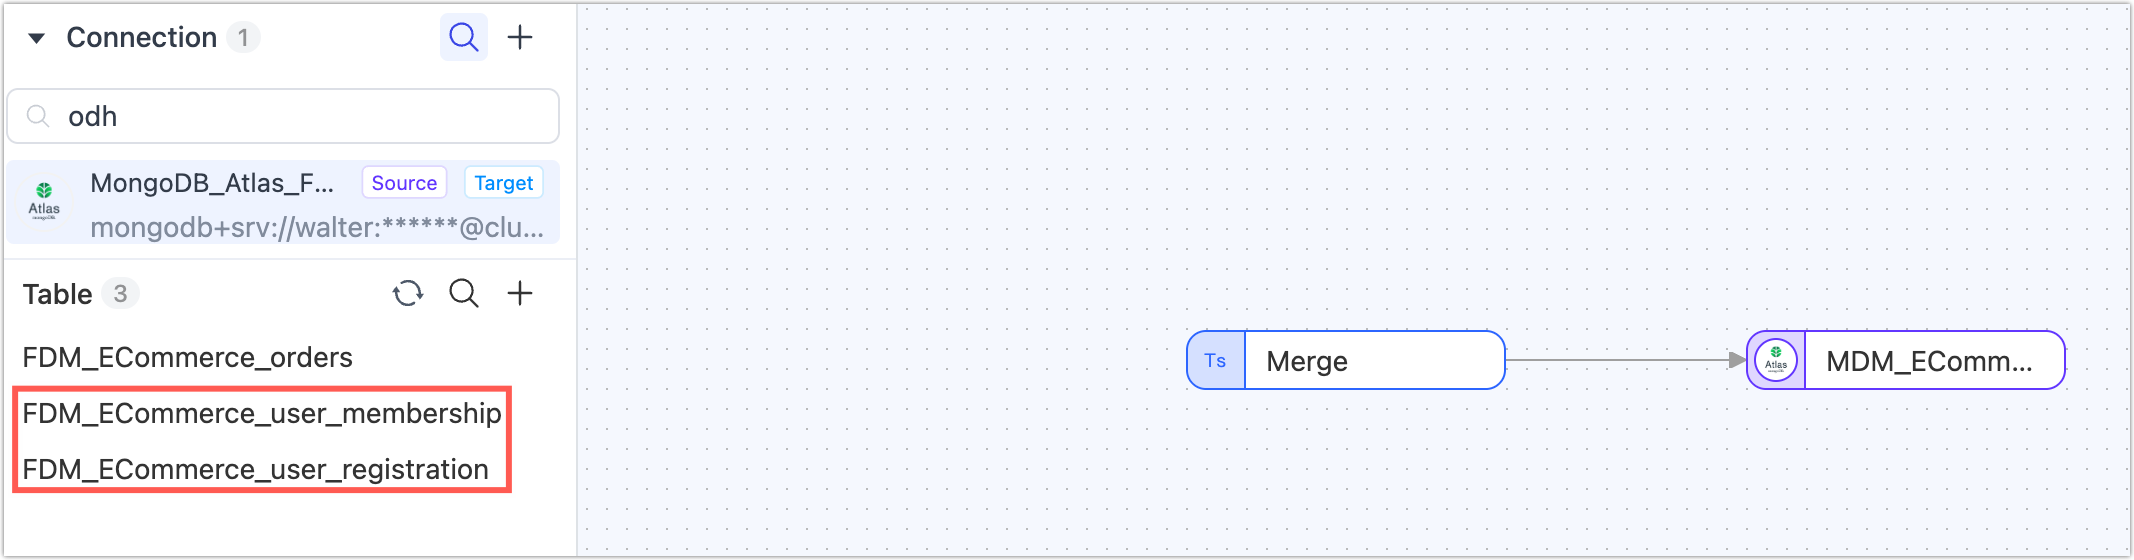 Connection 1
odh
MongoDB_Atlas_F... Source Target
Atlas
mongodb+srv://walter:******@clu...
Table 3
FDM_ECommerce_orders
FDM_ECommerce_user_membership
FDM_ECommerce_user_registration
Ts Merge
Atlas
MDM_EComm...